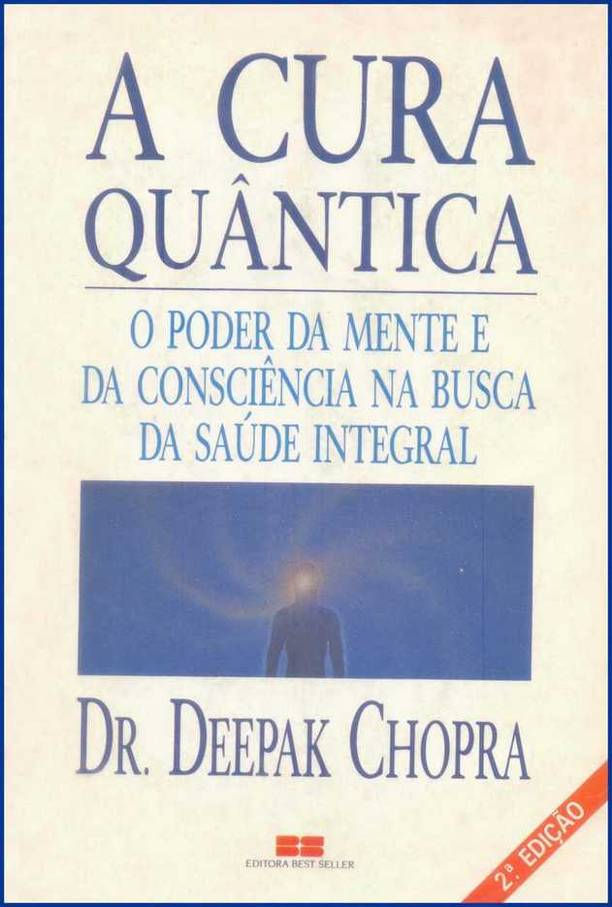 A CURA
QUÂNTICA
O PODER DA MENTE E
DA CONSCIÊNCIA NA BUSCA
DA SAÚDE INTEGRAL
DR. DEEPAK CHOPRA
2ª. EDIÇÃO
BS
EDITORA BEST SELLER